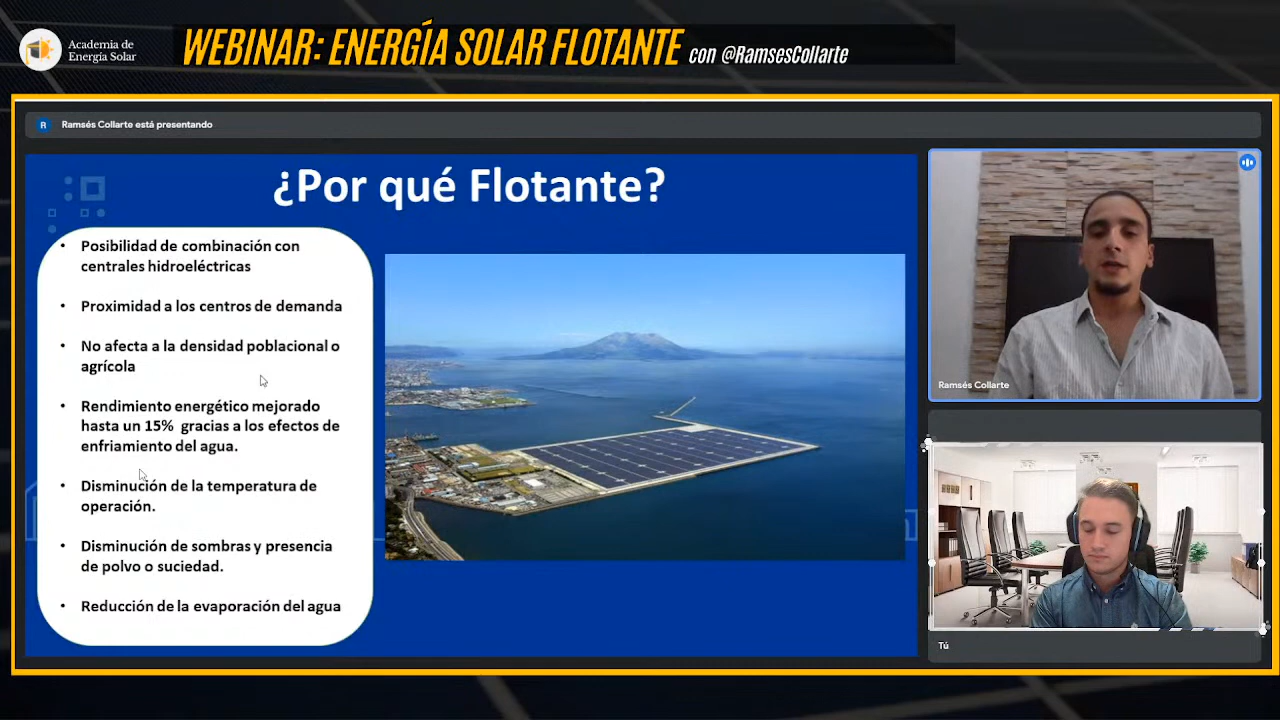 Academia de
Energía Solar
WEBINAR: ENERGÍA SOLAR FLOTANTE con @RamsesCollarte
R
Ramsés Collarte está presentando
¿Por qué Flotante?
• Posibilidad de combinación con
centrales hidroeléctricas
• Proximidad a los centros de demanda
• No afecta a la densidad poblacional o
agrícola
• Rendimiento energético mejorado
hasta un 15% gracias a los efectos de
enfriamiento del agua.
• Disminución de la temperatura de
operación.
• Disminución de sombras y presencia
de polvo o suciedad.
• Reducción de la evaporación del agua
Ramsés Collarte
Tú